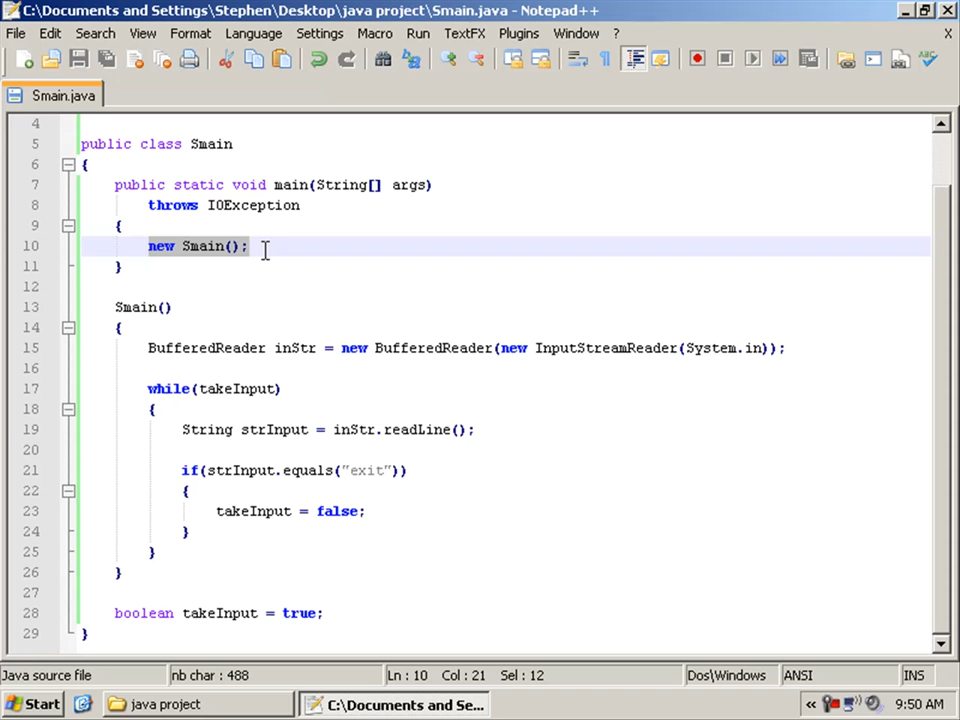 C:\Documents and Settings\Stephen\Desktop\java project\Smain.java - Notepad++
File Edit Search View Format Language Settings Macro Run TextFX Plugins Window ? X
Smain.java
4
5 public class Smain
6 {
7 public static void main(String[] args)
8 throws IOException
9 {
10 new Smain();
11 }
12
13 Smain()
14 {
15 BufferedReader inStr = new BufferedReader(new InputStreamReader(System.in));
16
17 while(takeInput)
18 {
19 String strInput = inStr.readLine();
20
21 if(strInput.equals("exit"))
22 {
23 takeInput = false;
24 }
25 }
26 }
27
28 boolean takeInput = true;
29 }
Java source file nb char : 488 Ln : 10 Col : 21 Sel : 12 Dos\Windows ANSI INS
Start java project C:\Documents and Se... « 9:50 AM